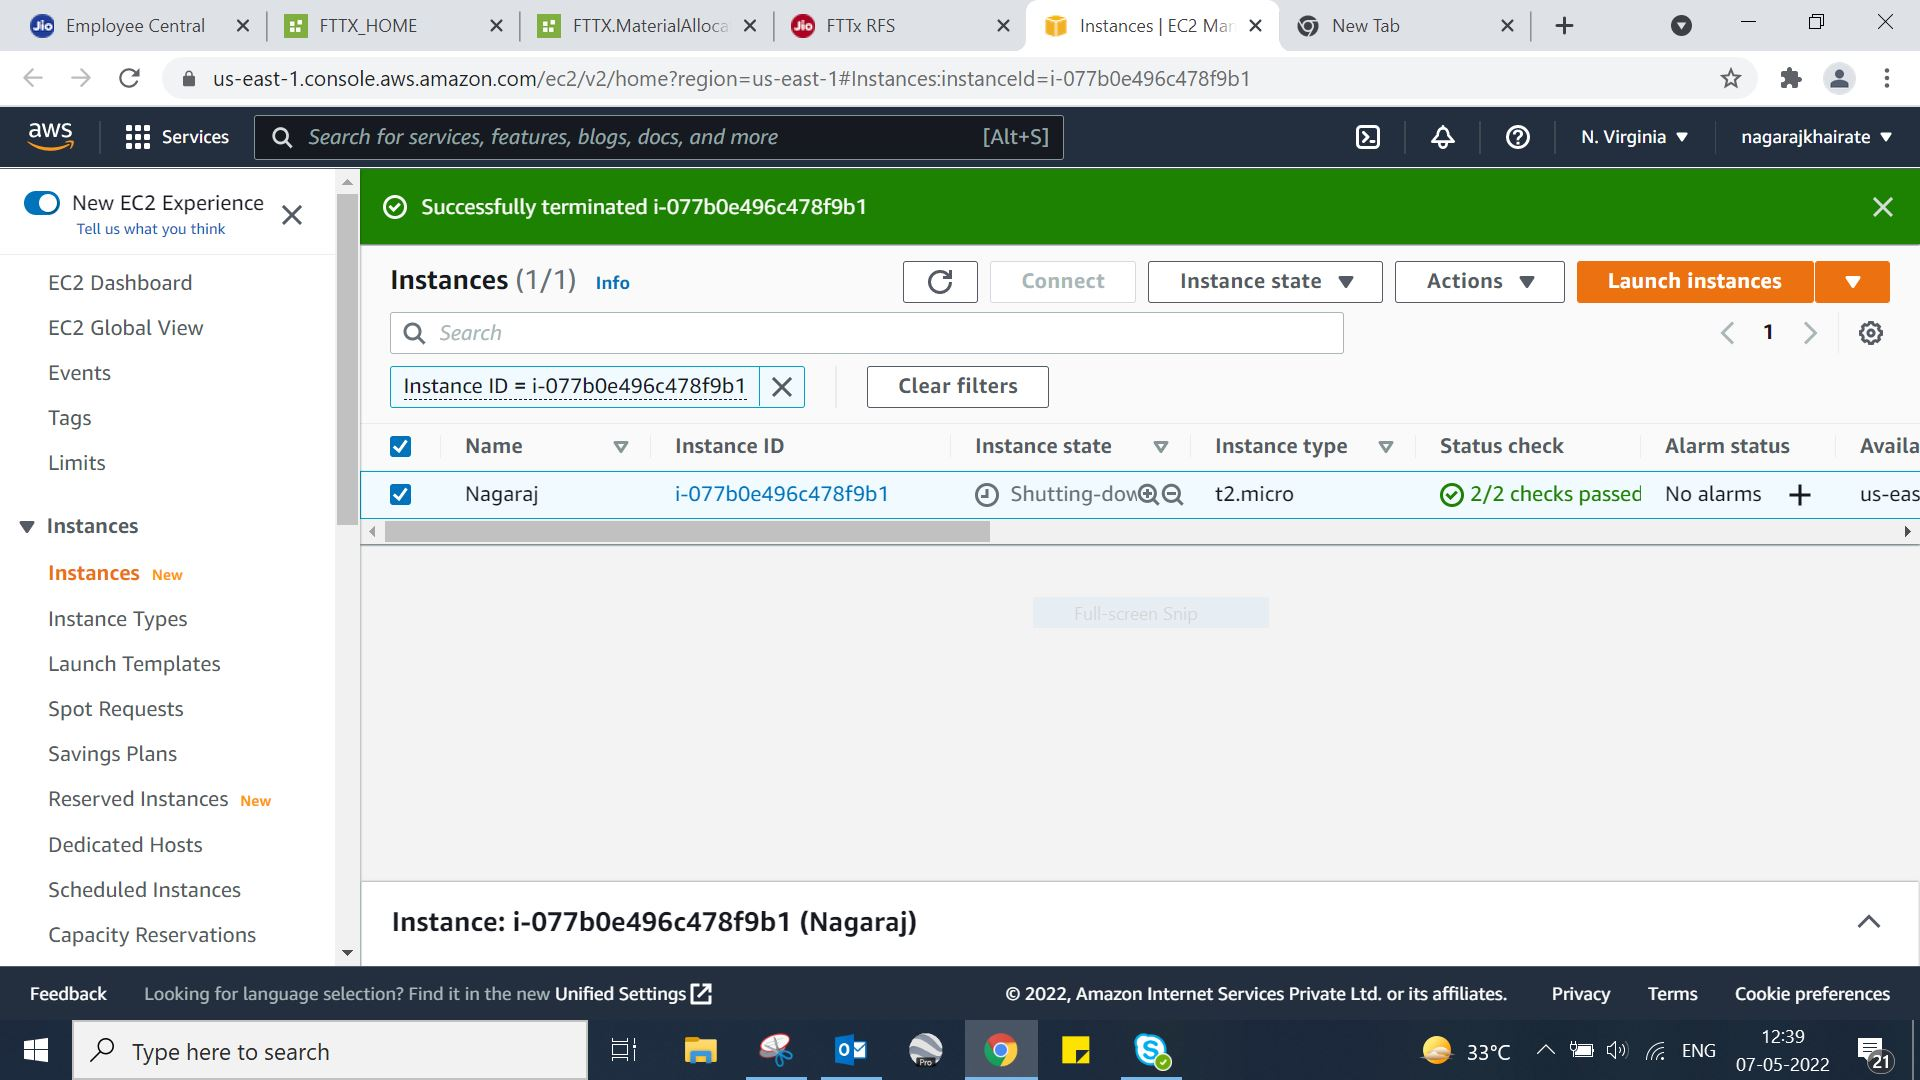 Employee Central
FTTX_HOME
FTTX.MaterialAlloca
FTTx RFS
Instances | EC2 Man
New Tab
us-east-1.console.aws.amazon.com/ec2/v2/home?region=us-east-1#Instances:instanceId=i-077b0e496c478f9b1
aws
Services
Search for services, features, blogs, docs, and more
[Alt+S]
N. Virginia
nagarajkhairate
New EC2 Experience
Tell us what you think
EC2 Dashboard
EC2 Global View
Events
Tags
Limits
Instances
Instances New
Instance Types
Launch Templates
Spot Requests
Savings Plans
Reserved Instances New
Dedicated Hosts
Scheduled Instances
Capacity Reservations
Successfully terminated i-077b0e496c478f9b1
Instances (1/1) Info
Connect
Instance state
Actions
Launch instances
Search
1
Instance ID = i-077b0e496c478f9b1
Clear filters
Name Instance ID Instance state Instance type Status check Alarm status Availa
Nagaraj i-077b0e496c478f9b1 Shutting-dow t2.micro 2/2 checks passed No alarms us-eas
Full-screen Snip
Instance: i-077b0e496c478f9b1 (Nagaraj)
Feedback
Looking for language selection? Find it in the new Unified Settings
© 2022, Amazon Internet Services Private Ltd. or its affiliates.
Privacy
Terms
Cookie preferences
Type here to search
Pro
33°C
ENG
12:39
07-05-2022
21